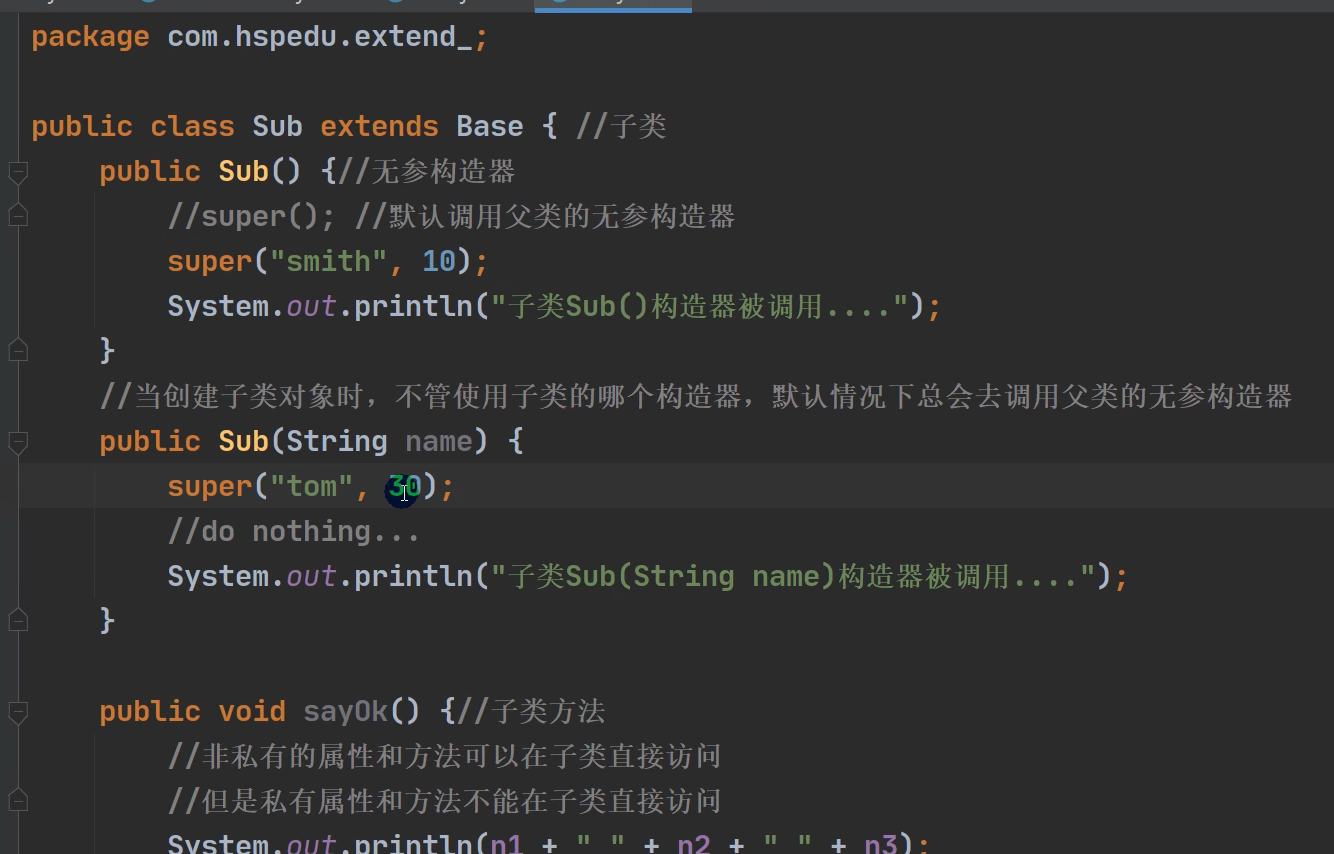 package com.hspedu.extend_;
public class Sub extends Base { //子类
public Sub() {//无参构造器
//super(); //默认调用父类的无参构造器
super("smith", 10);
System.out.println("子类Sub()构造器被调用....");
}
//当创建子类对象时，不管使用子类的哪个构造器，默认情况下总会去调用父类的无参构造器
public Sub(String name) {
super("tom", 30);
//do nothing...
System.out.println("子类Sub(String name)构造器被调用....");
}
public void sayOk() {//子类方法
//非私有的属性和方法可以在子类直接访问
//但是私有属性和方法不能在子类直接访问
System.out.println(n1 + " " + n2 + " " + n3);